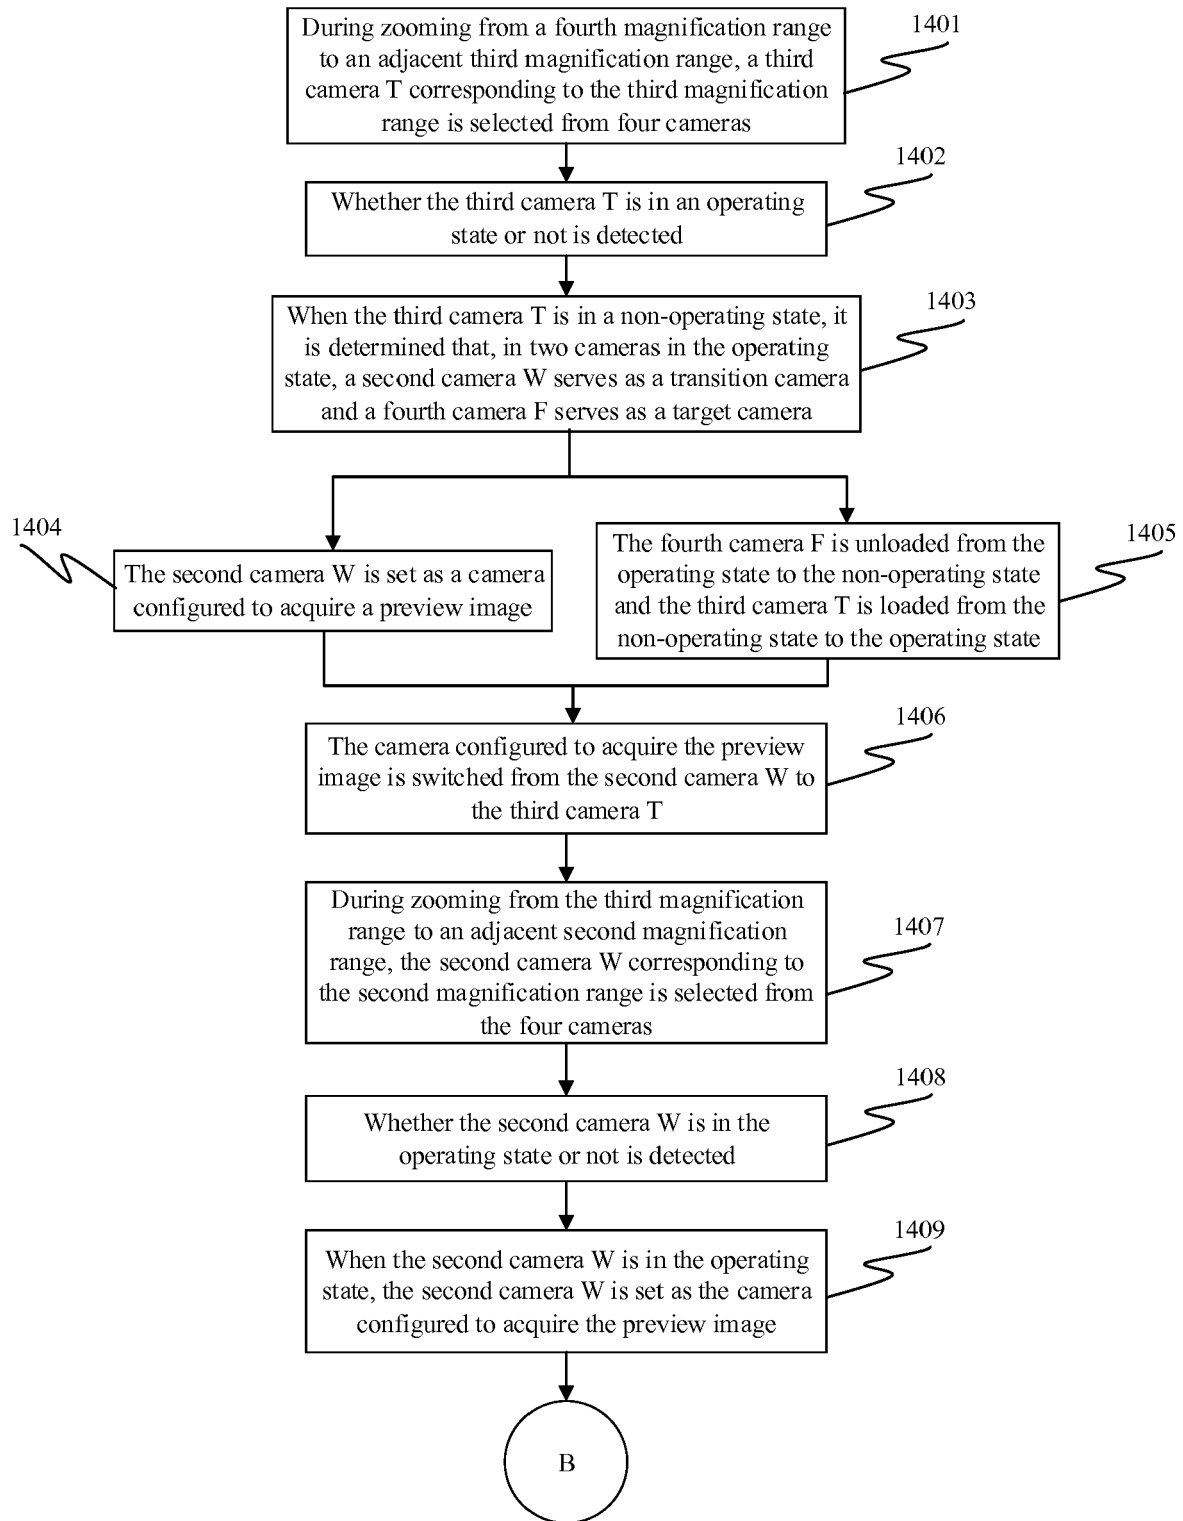 During zooming from a fourth magnification range
to an adjacent third magnification range, a third
camera T corresponding to the third magnification
range is selected from four cameras
1401
Whether the third camera T is in an operating
state or not is detected
1402
When the third camera T is in a non-operating state, it
is determined that, in two cameras in the operating
state, a second camera W serves as a transition camera
and a fourth camera F serves as a target camera
1403
1404
The second camera W is set as a camera
configured to acquire a preview image
The fourth camera F is unloaded from the
operating state to the non-operating state
and the third camera T is loaded from the
non-operating state to the operating state
1405
The camera configured to acquire the preview
image is switched from the second camera W to
the third camera T
1406
During zooming from the third magnification
range to an adjacent second magnification
range, the second camera W corresponding to
the second magnification range is selected from
the four cameras
1407
Whether the second camera W is in the
operating state or not is detected
1408
When the second camera W is in the operating
state, the second camera W is set as the camera
configured to acquire the preview image
1409
B